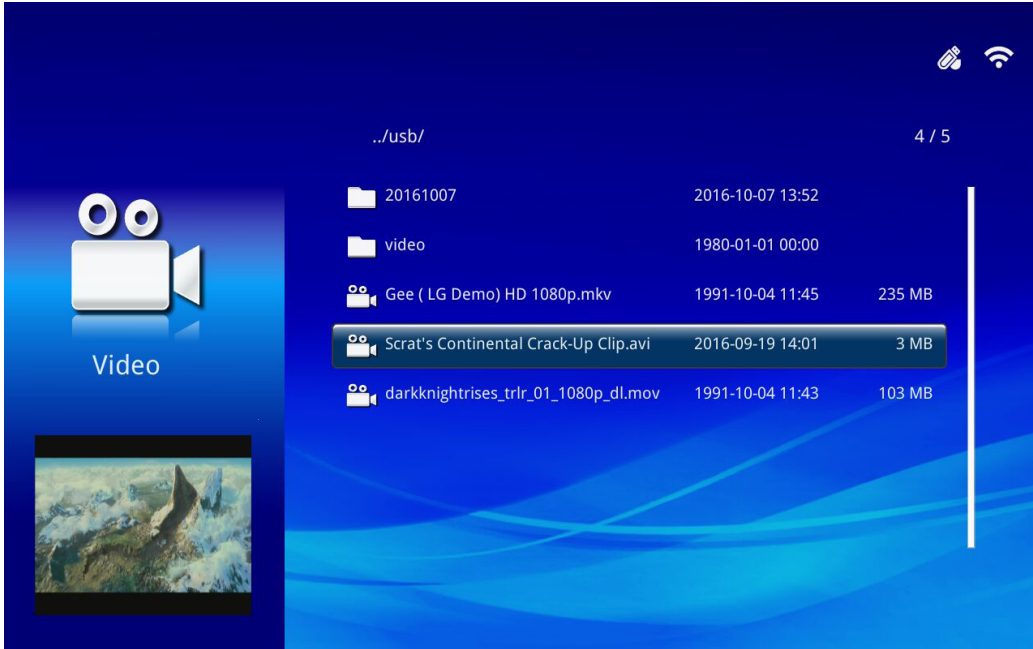 ../usb/ 4 / 5
20161007 2016-10-07 13:52
video 1980-01-01 00:00
Gee ( LG Demo) HD 1080p.mkv 1991-10-04 11:45 235 MB
Scrat's Continental Crack-Up Clip.avi 2016-09-19 14:01 3 MB
darkknightrises_trlr_01_1080p_dl.mov 1991-10-04 11:43 103 MB
Video